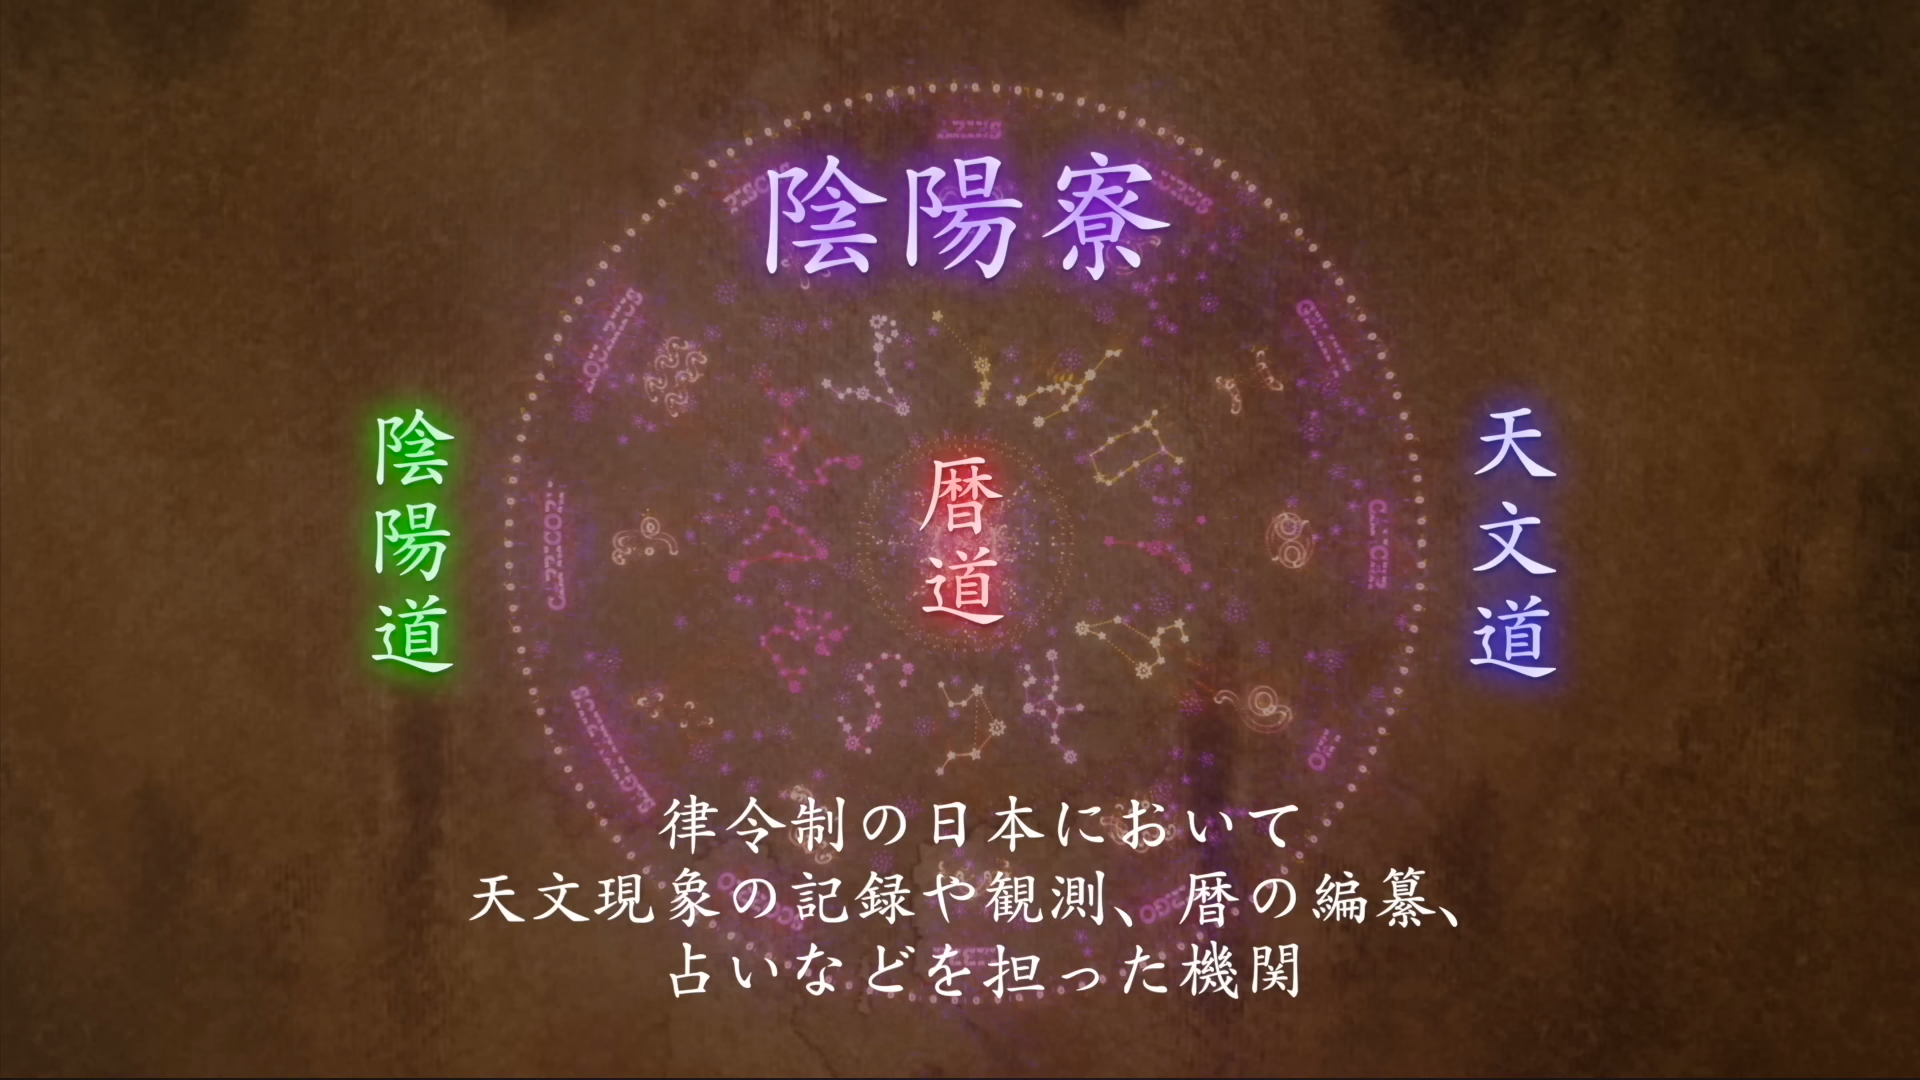 陰陽寮
陰陽道
暦道
天文道
律令制の日本において
天文現象の記録や観測、暦の編纂、
占いなどを担った機関